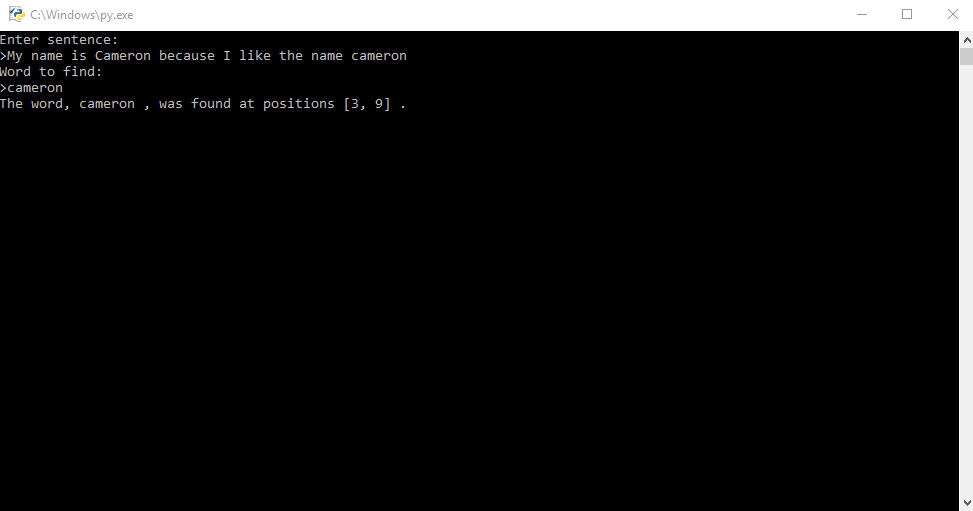 C:\Windows\py.exe
Enter sentence:
>My name is Cameron because I like the name cameron
Word to find:
>cameron
The word, cameron , was found at positions [3, 9] .